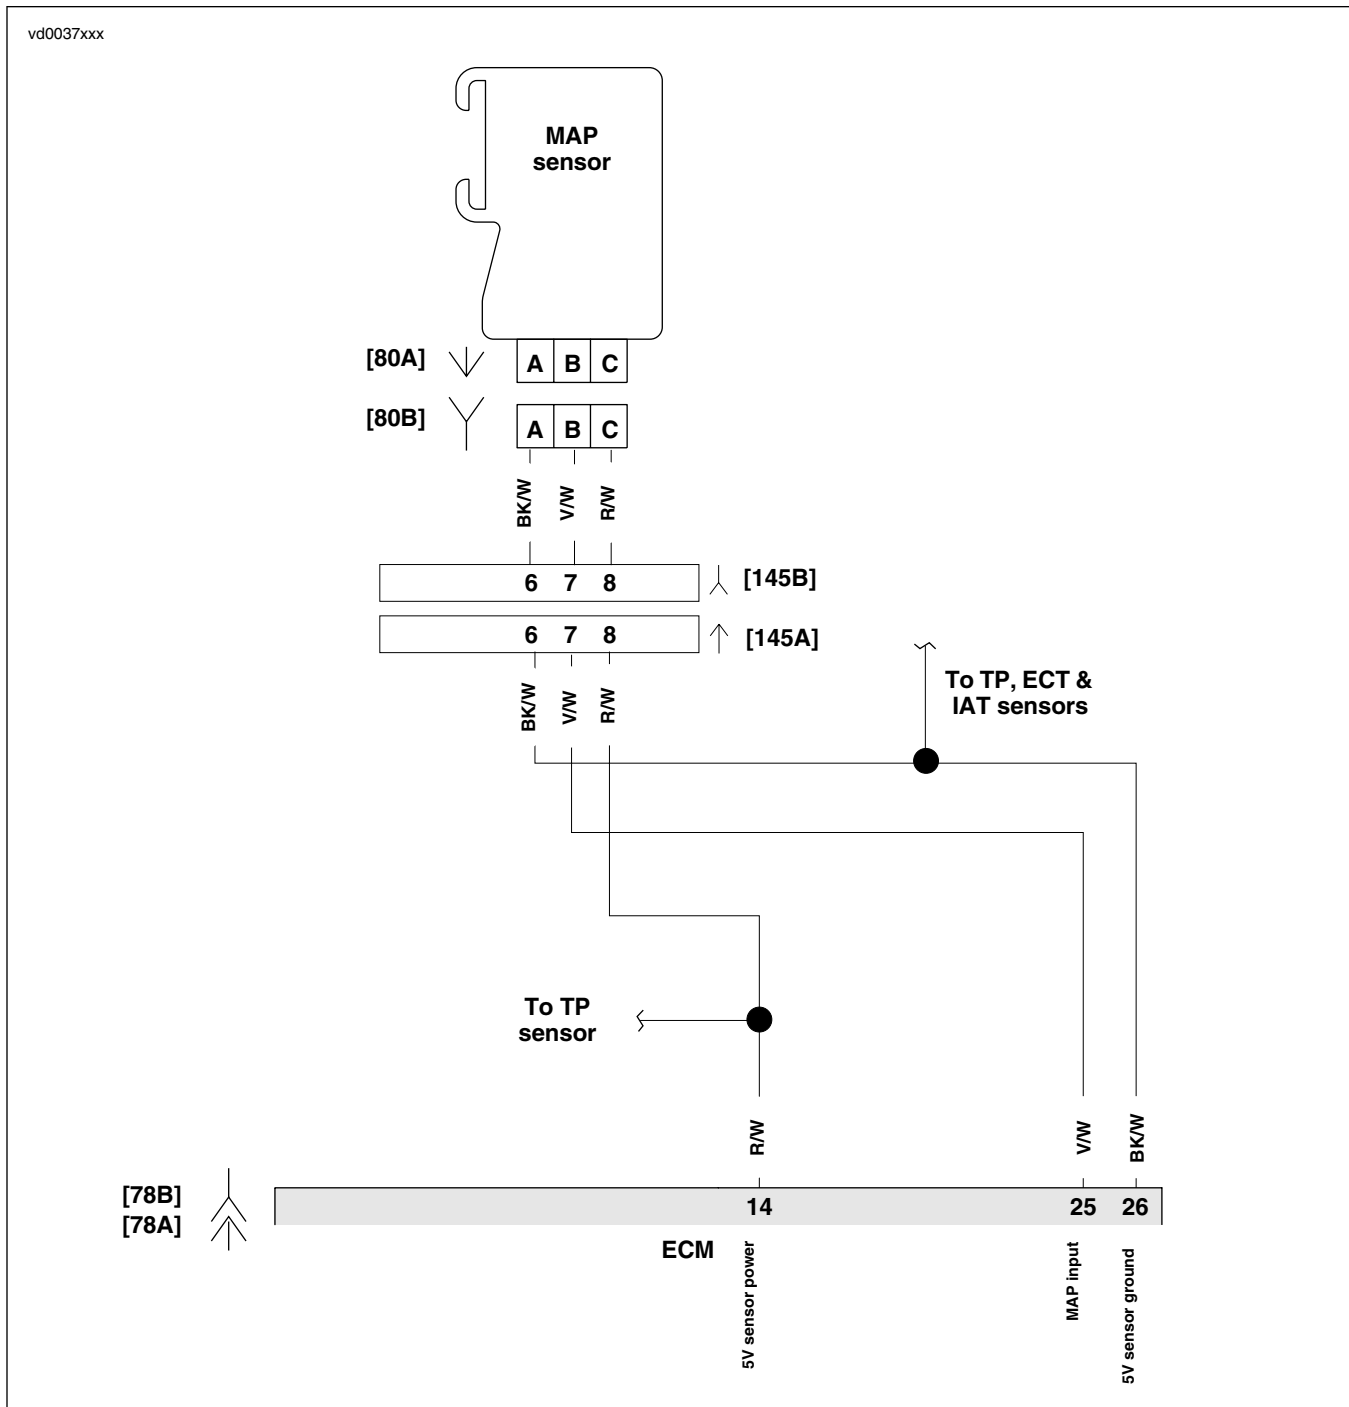 vd0037xxx
MAP
sensor
[80A]
A B C
[80B]
A B C
BK/W
V/W
R/W
6 7 8
[145B]
6 7 8
[145A]
BK/W
V/W
R/W
To TP, ECT &
IAT sensors
To TP
sensor
R/W
V/W
BK/W
[78B]
[78A]
14 25 26
ECM
5V sensor power
MAP input
5V sensor ground